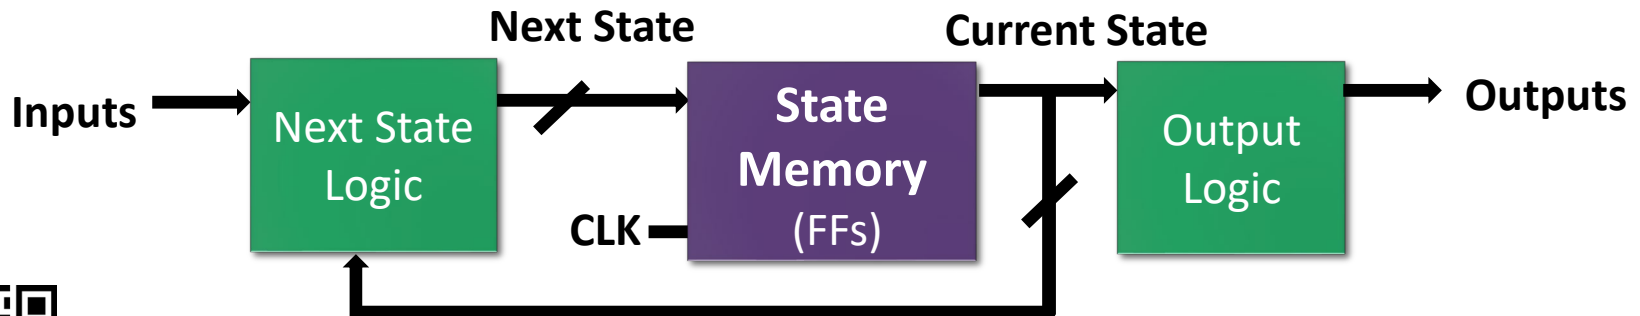 Next State
Current State
Inputs
Next State
Logic
State
Memory
(FFs)
CLK
Output
Logic
Outputs